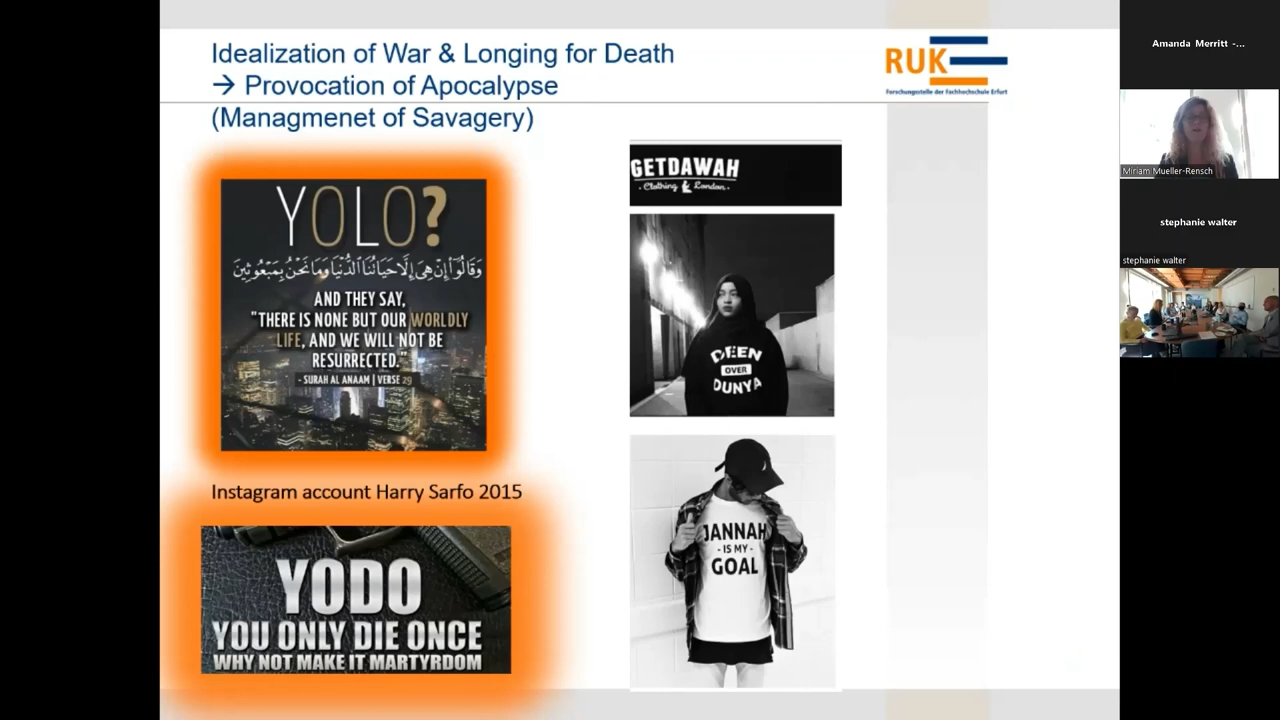 Idealization of War & Longing for Death
→ Provocation of Apocalypse
(Managmenet of Savagery)
RUK
Forschungsstelle der Fachhochschule Erfurt
YOLO?
وَقَالُوٓا۟ إِنْ هِىَ إِلَّا حَيَاتُنَا ٱلدُّنْيَا وَمَا نَحْنُ بِمَبْعُوثِينَ
AND THEY SAY,
"THERE IS NONE BUT OUR WORLDLY
LIFE, AND WE WILL NOT BE
RESURRECTED."
- SURAH AL ANAAM | VERSE 29
Instagram account Harry Sarfo 2015
YODO
YOU ONLY DIE ONCE
WHY NOT MAKE IT MARTYRDOM
GETDAWAH
- Clothing London -
DEEN
OVER
DUNYA
JANNAH
- IS MY -
GOAL
Amanda Merritt -...
Miriam Mueller-Rensch
stephanie walter
stephanie walter